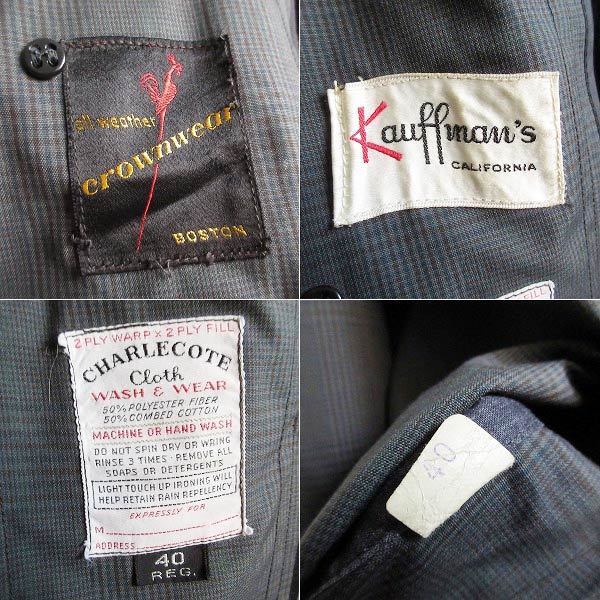 all weather
crownwear
BOSTON
Kauffman's
CALIFORNIA
FILL
2 PLY WARP x 2 PLY FILL
CHARLECOTE
Cloth
WASH & WEAR
50% POLYESTER FIBER
50% COMBED COTTON
MACHINE OR HAND WASH
DO NOT SPIN DRY OR WRING
RINSE 3 TIMES - REMOVE ALL
SOAPS OR DETERGENTS
LIGHT TOUCH UP IRONING WILL
HELP RETAIN RAIN REPELLENCY
EXPRESSLY FOR
M
ADDRESS
40
REG.
40